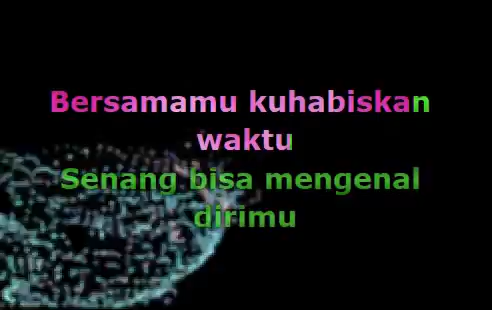 Bersamamu kuhabiskan
waktu
Senang bisa mengenal
dirimu